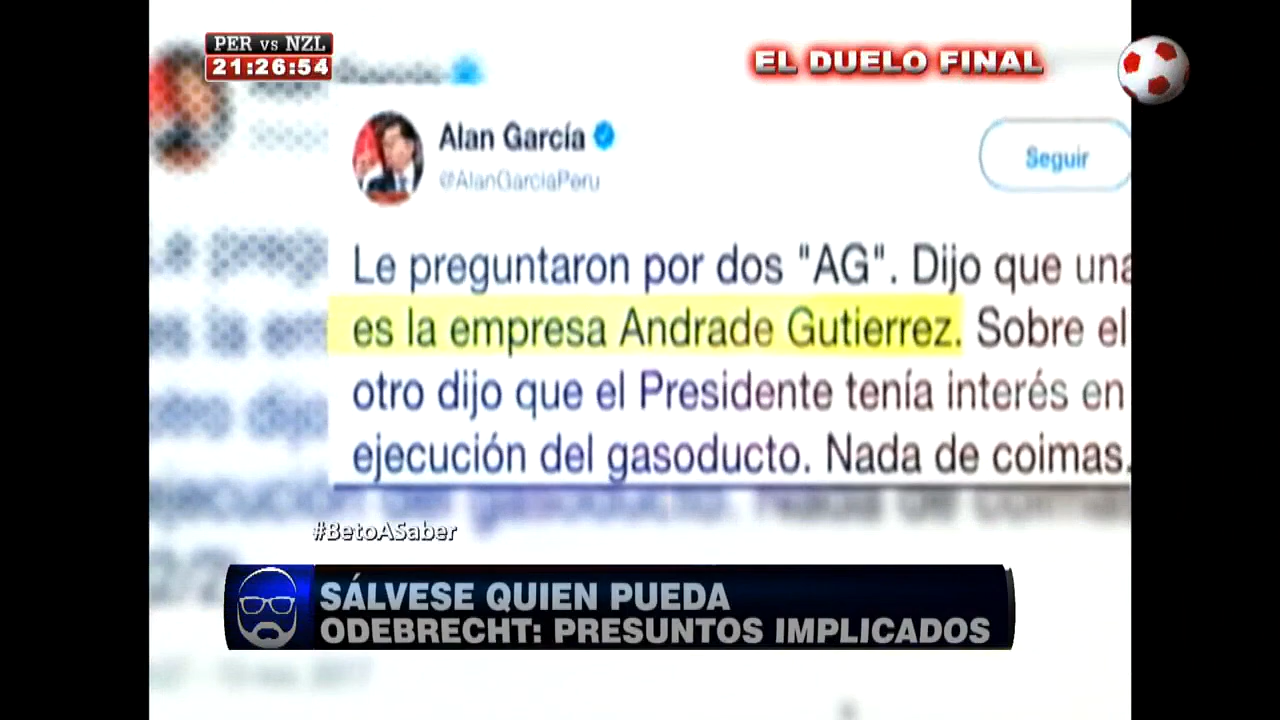 PER vs NZL
21:26:54
EL DUELO FINAL
Alan García
@AlanGarciaPeru
Seguir
Le preguntaron por dos "AG". Dijo que una
es la empresa Andrade Gutierrez. Sobre el
otro dijo que el Presidente tenía interés en
ejecución del gasoducto. Nada de coimas.
#BetoASaber
SÁLVESE QUIEN PUEDA
ODEBRECHT: PRESUNTOS IMPLICADOS